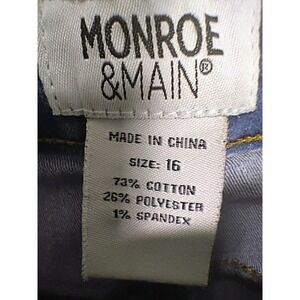 MONROE
&MAIN®
MADE IN CHINA
SIZE: 16
73% COTTON
26% POLYESTER
1% SPANDEX